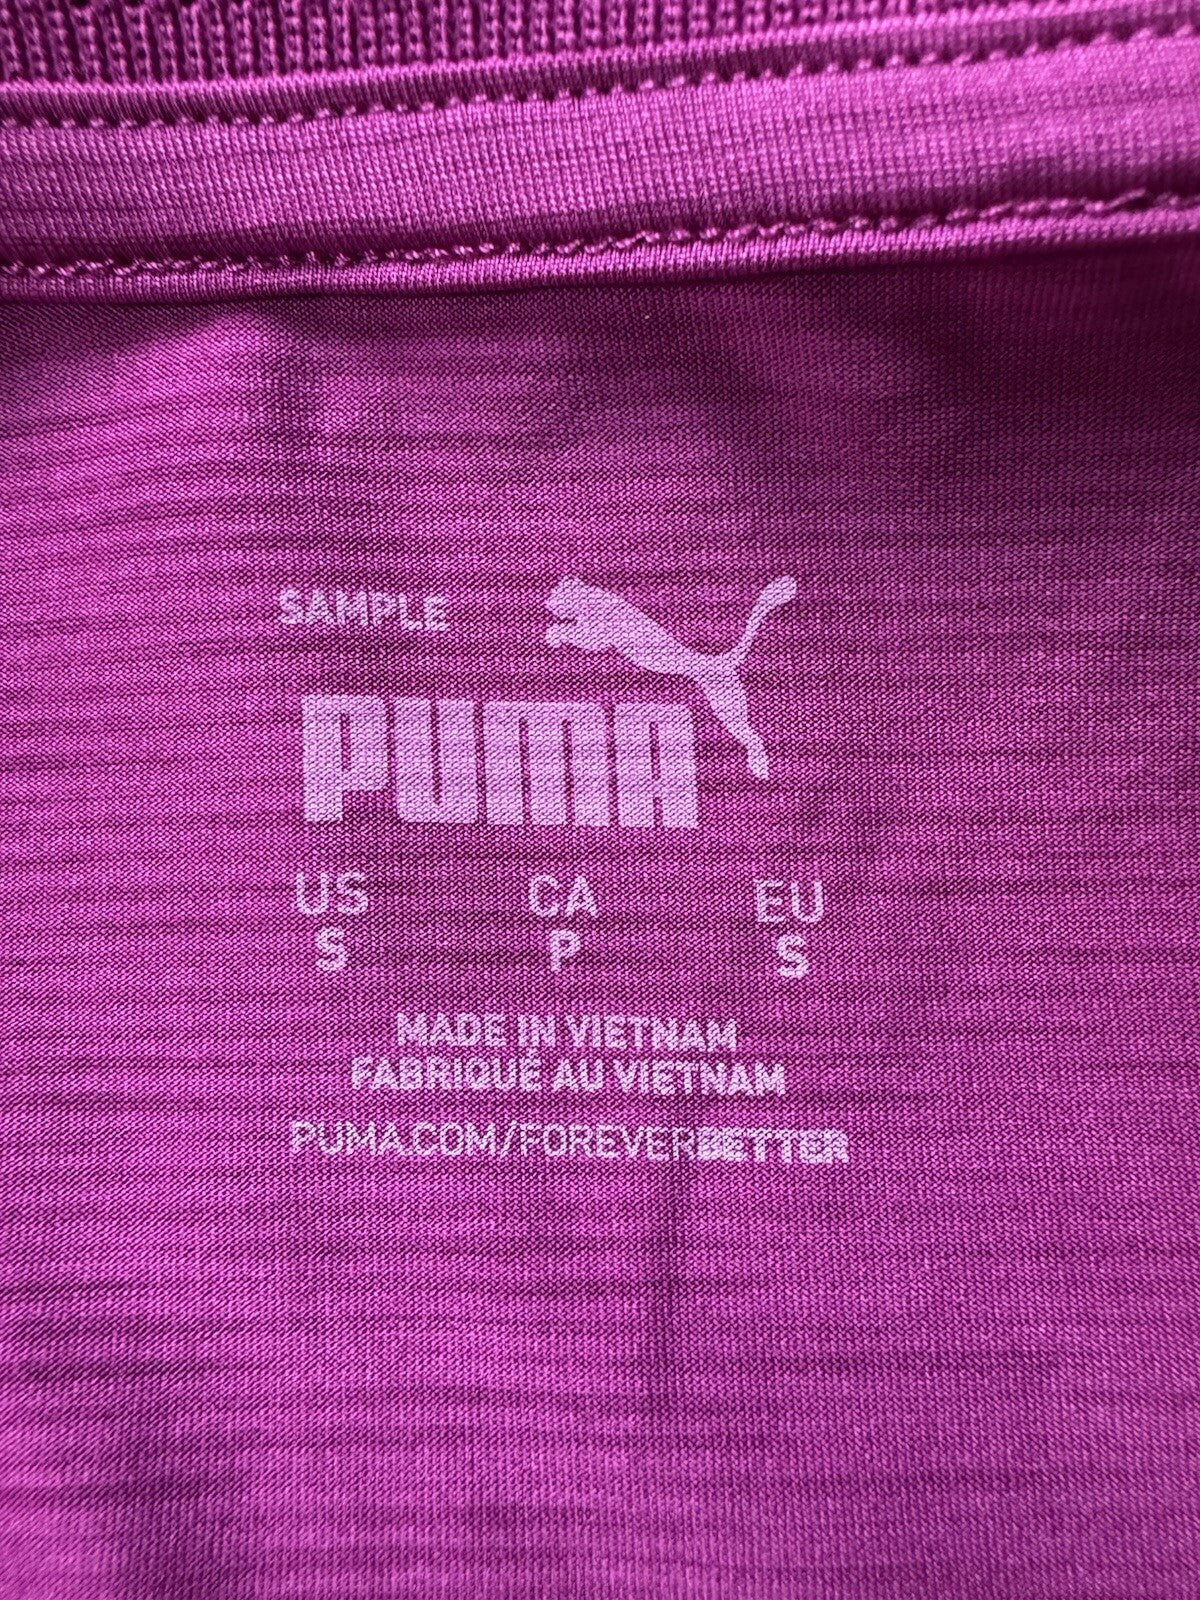 SAMPLE
PUMA
US CA EU
S P S
MADE IN VIETNAM
FABRIQUÉ AU VIETNAM
PUMA.COM/FOREVERBETTER